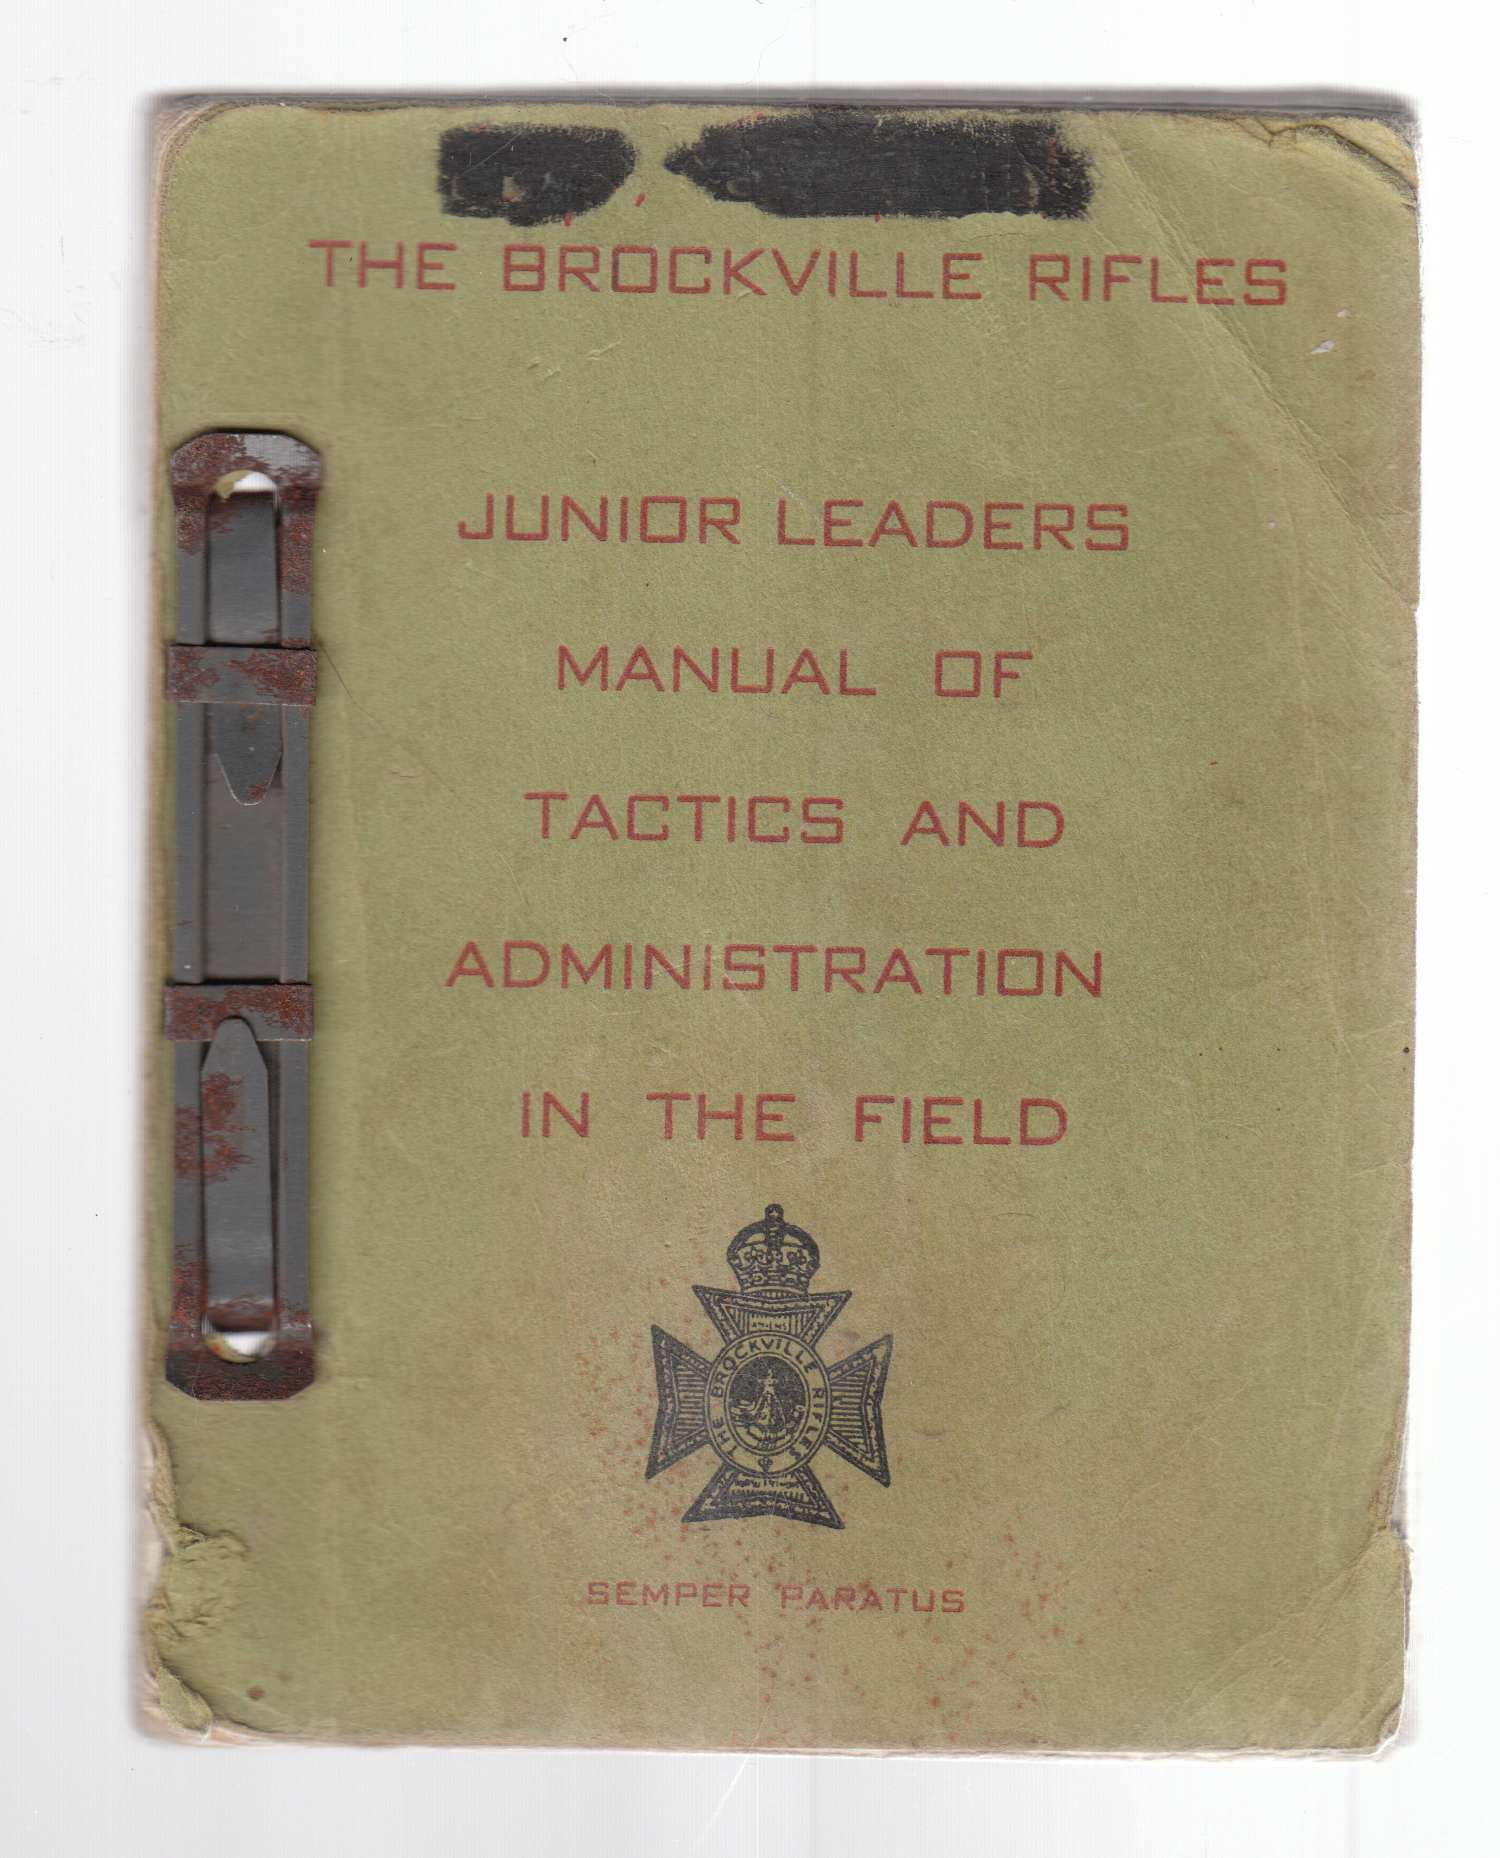 THE BROCKVILLE RIFLES
JUNIOR LEADERS
MANUAL OF
TACTICS AND
ADMINISTRATION
IN THE FIELD
THE BROCKVILLE RIFLES
SEMPER PARATUS